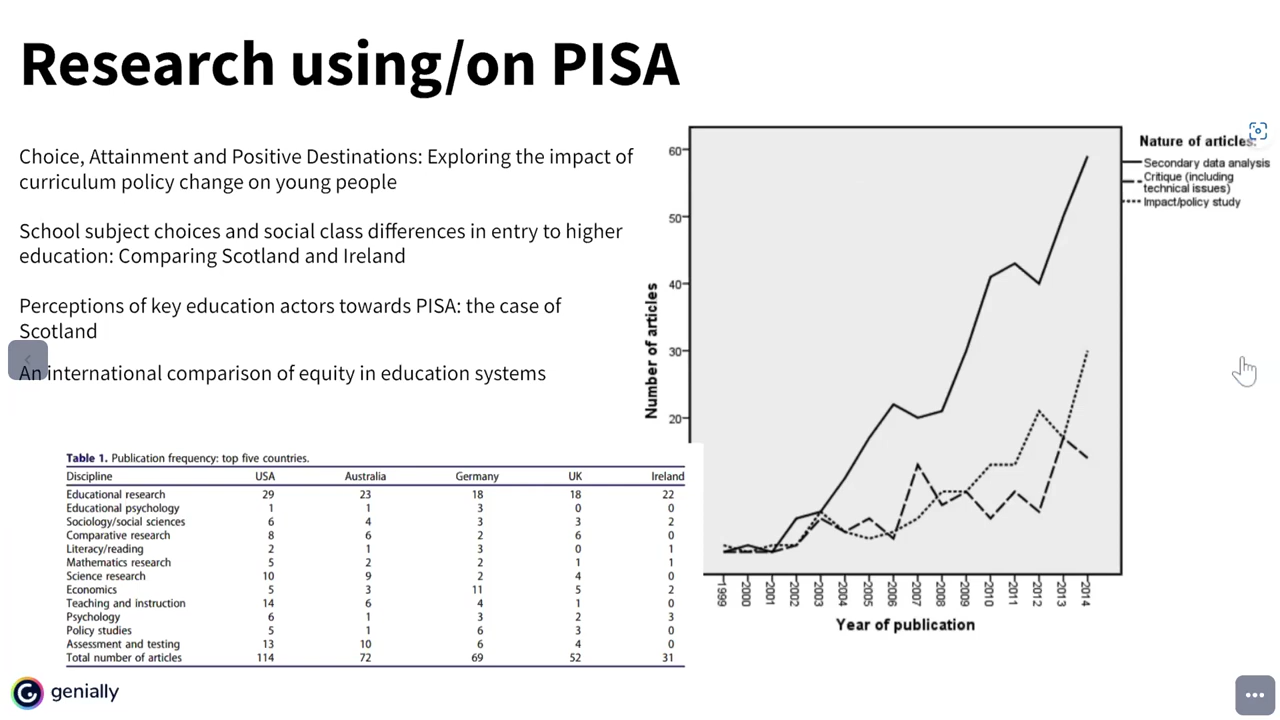 Research using/on PISA
Choice, Attainment and Positive Destinations: Exploring the impact of
curriculum policy change on young people
School subject choices and social class differences in entry to higher
education: Comparing Scotland and Ireland
Perceptions of key education actors towards PISA: the case of
Scotland
An international comparison of equity in education systems
Table 1. Publication frequency: top five countries.
Discipline USA Australia Germany UK Ireland
Educational research 29 23 18 18 22
Educational psychology 1 1 3 0 0
Sociology/social sciences 6 4 3 3 2
Comparative research 8 6 2 6 0
Literacy/reading 2 1 3 0 1
Mathematics research 5 2 2 1 1
Science research 10 9 2 4 0
Economics 5 3 11 5 2
Teaching and instruction 14 6 4 1 0
Psychology 6 1 3 2 3
Policy studies 5 1 6 3 0
Assessment and testing 13 10 6 4 0
Total number of articles 114 72 69 52 31
Number of articles
60
50
40
30
20
1999 2000 2001 2002 2003 2004 2005 2006 2007 2008 2009 2010 2011 2012 2013 2014
Year of publication
Nature of articles:
Secondary data analysis
Critique (including
technical issues)
Impact/policy study
genially